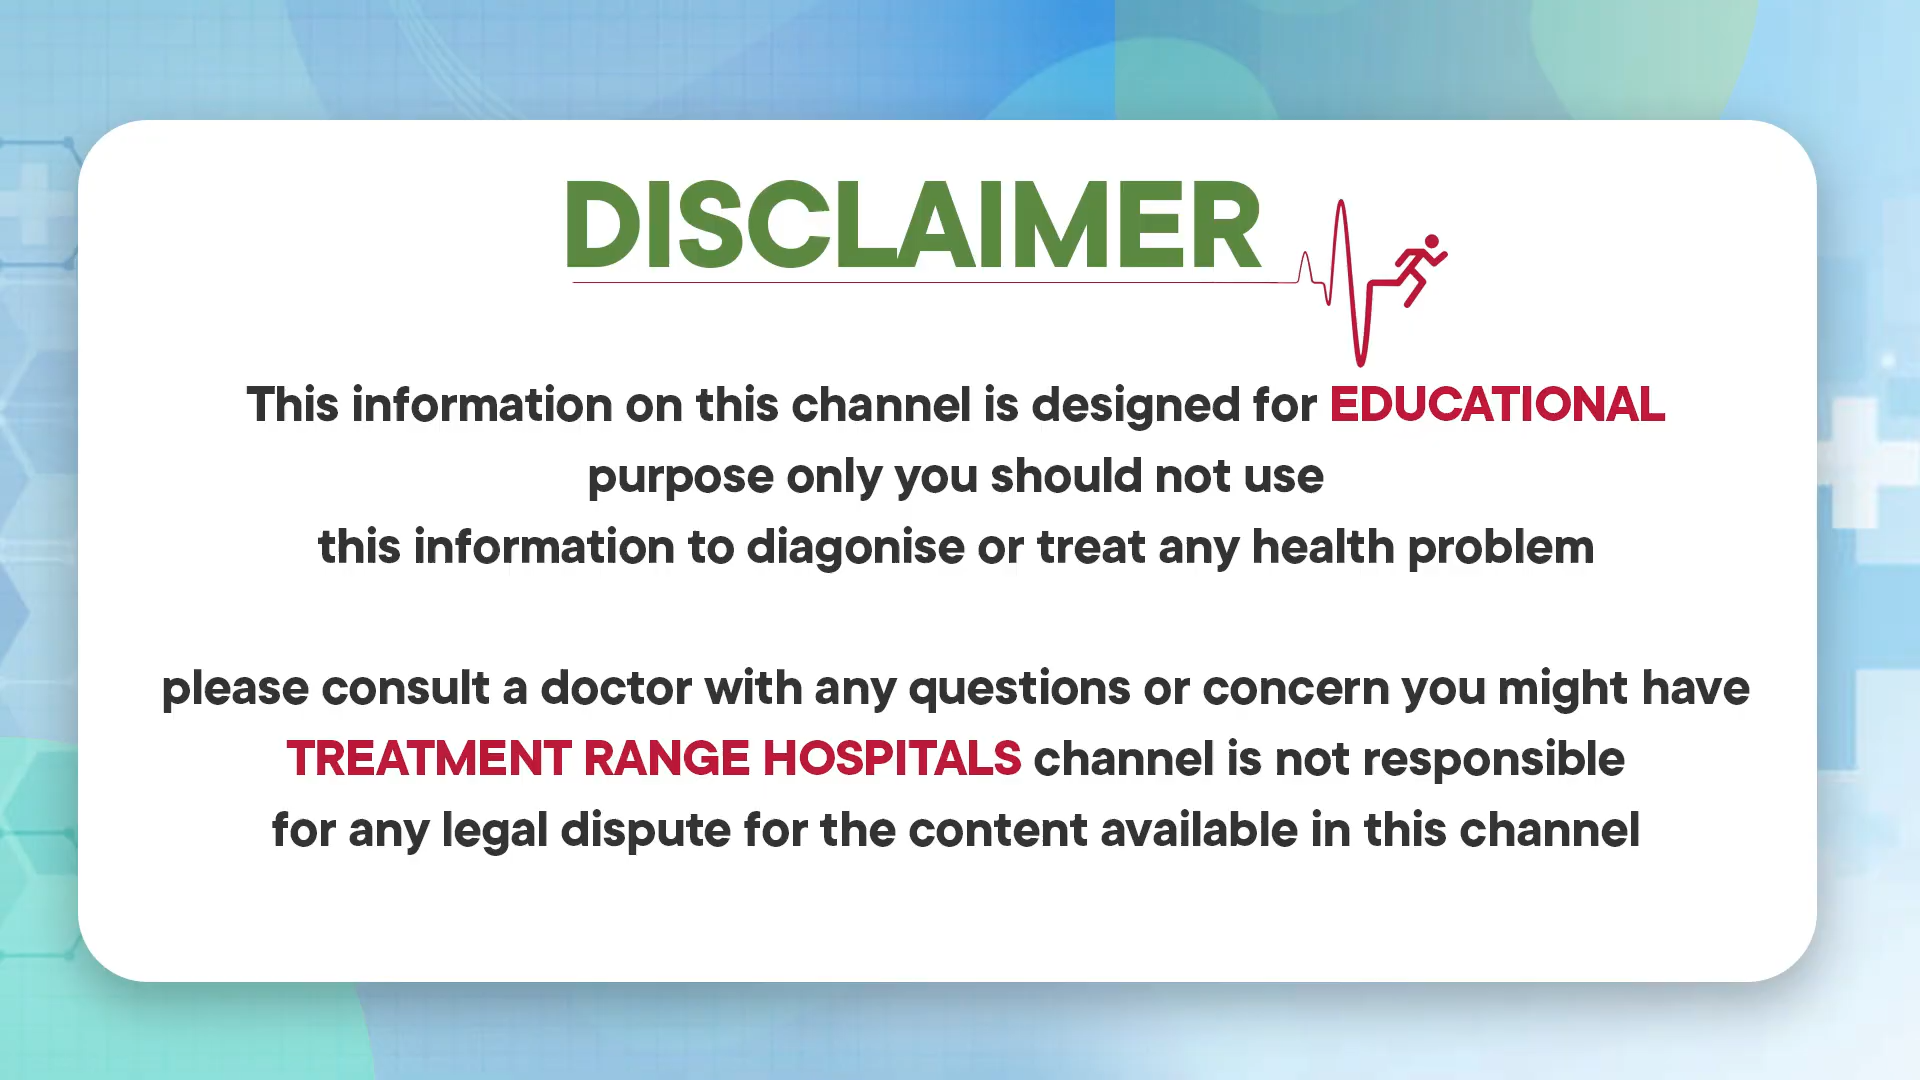 DISCLAIMER
This information on this channel is designed for EDUCATIONAL
purpose only you should not use
this information to diagonise or treat any health problem
please consult a doctor with any questions or concern you might have
TREATMENT RANGE HOSPITALS channel is not responsible
for any legal dispute for the content available in this channel